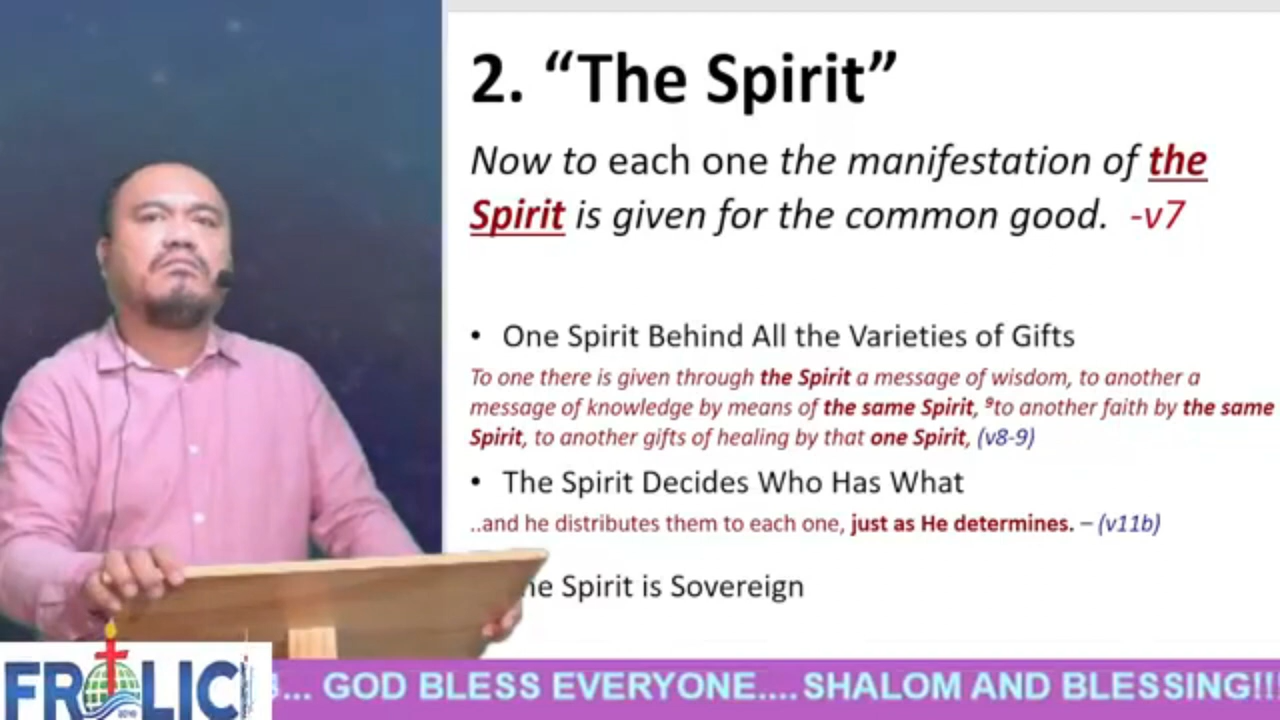 2. “The Spirit”
Now to each one the manifestation of the
Spirit is given for the common good. -v7
• One Spirit Behind All the Varieties of Gifts
To one there is given through the Spirit a message of wisdom, to another a
message of knowledge by means of the same Spirit, ⁹to another faith by the same
Spirit, to another gifts of healing by that one Spirit, (v8-9)
• The Spirit Decides Who Has What
..and he distributes them to each one, just as He determines. – (v11b)
he Spirit is Sovereign
FROLIC
... GOD BLESS EVERYONE.... SHALOM AND BLESSING!!!